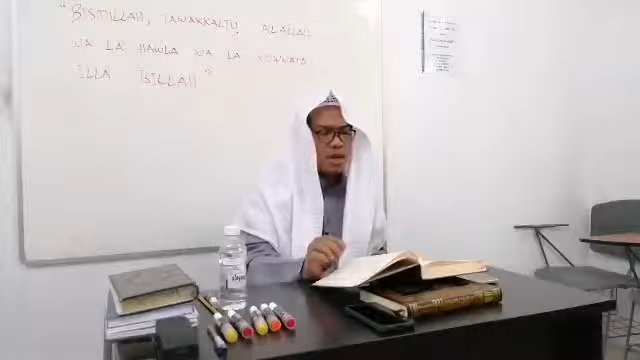 "BISMILLAH, TAWAKKALTU ALALLAH
WA LA HAWLA WA LA QUWWATA
ILLA BILLAH"